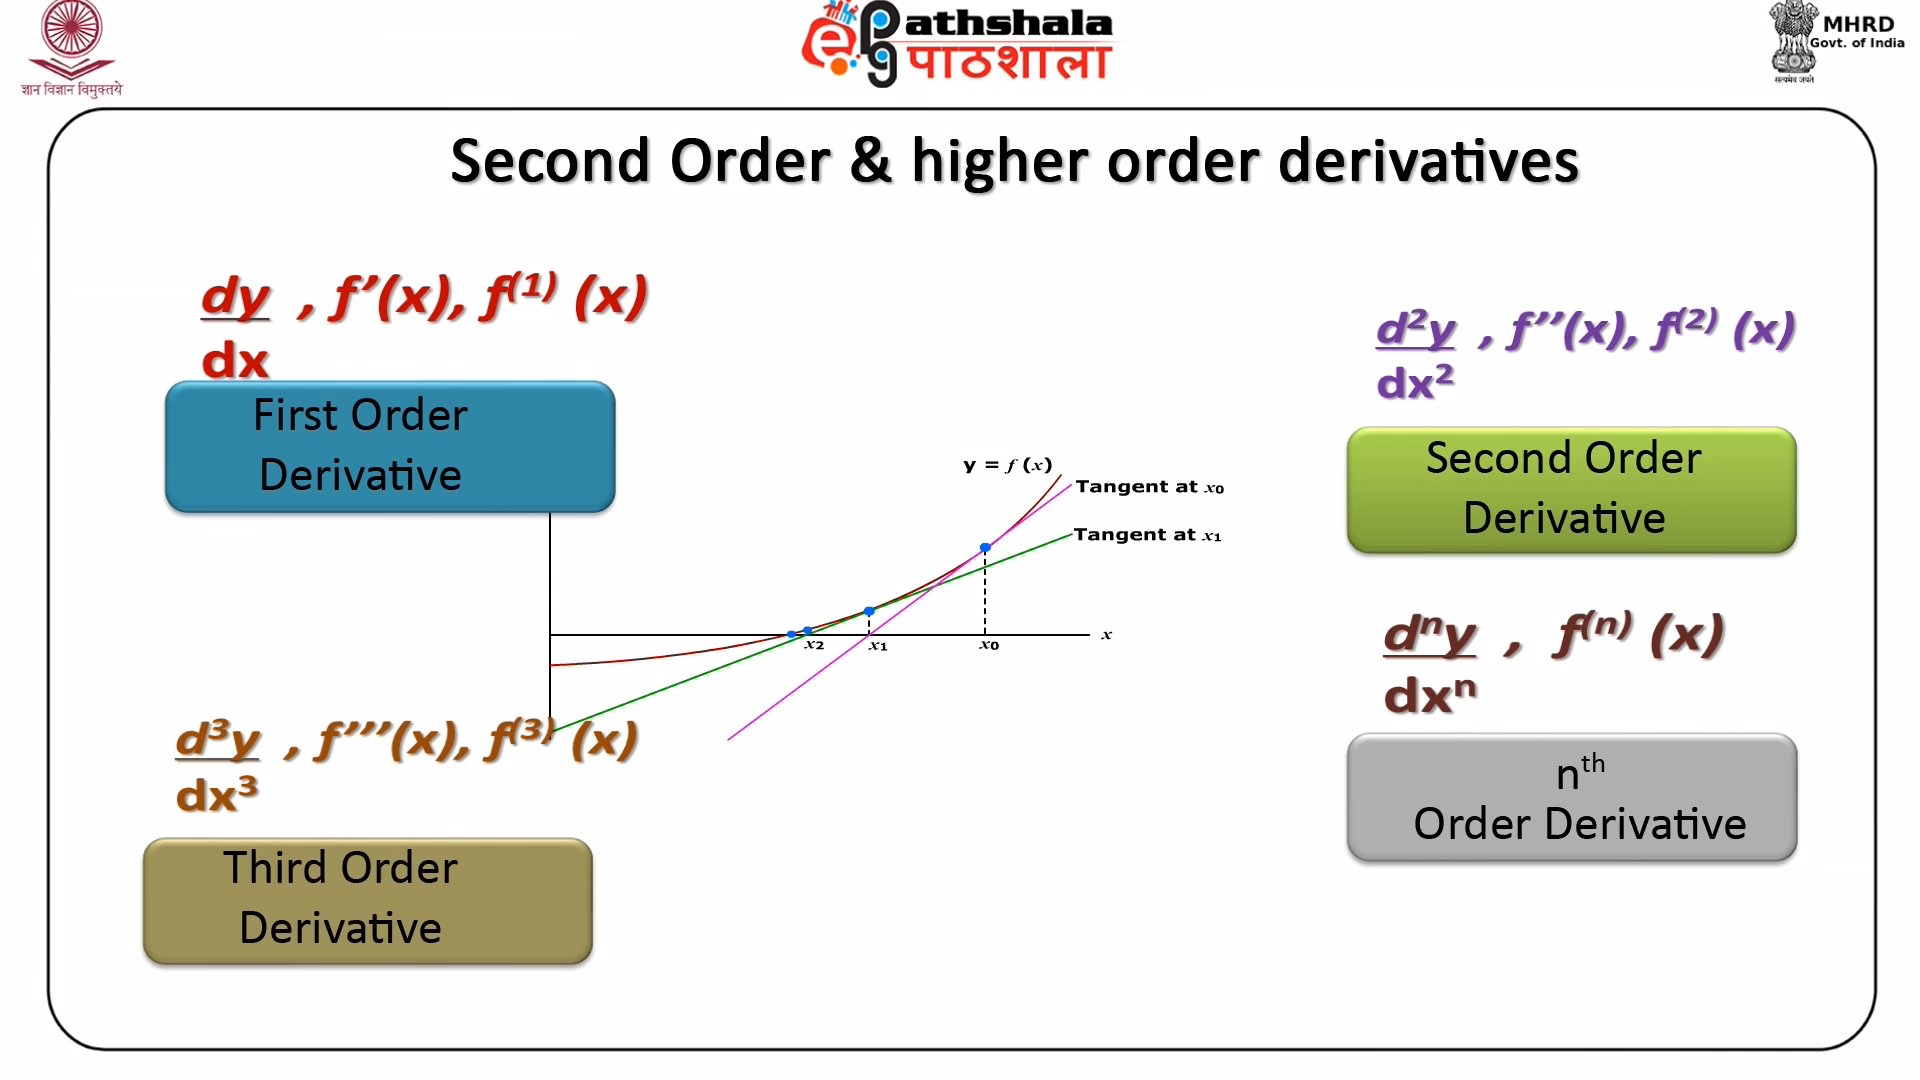 ज्ञान विज्ञान विमुक्तये
ePg Pathshala
पाठशाला
सत्यमेव जयते
MHRD
Govt. of India
Second Order & higher order derivatives
dy , f’(x), f⁽¹⁾ (x)
dx
First Order
Derivative
d²y , f’’(x), f⁽²⁾ (x)
dx²
Second Order
Derivative
y = f (x)
Tangent at x₀
Tangent at x₁
x
x₂ x₁ x₀
d³y , f’’’(x), f⁽³⁾ (x)
dx³
Third Order
Derivative
dⁿy , f⁽ⁿ⁾ (x)
dxⁿ
nᵗʰ
Order Derivative